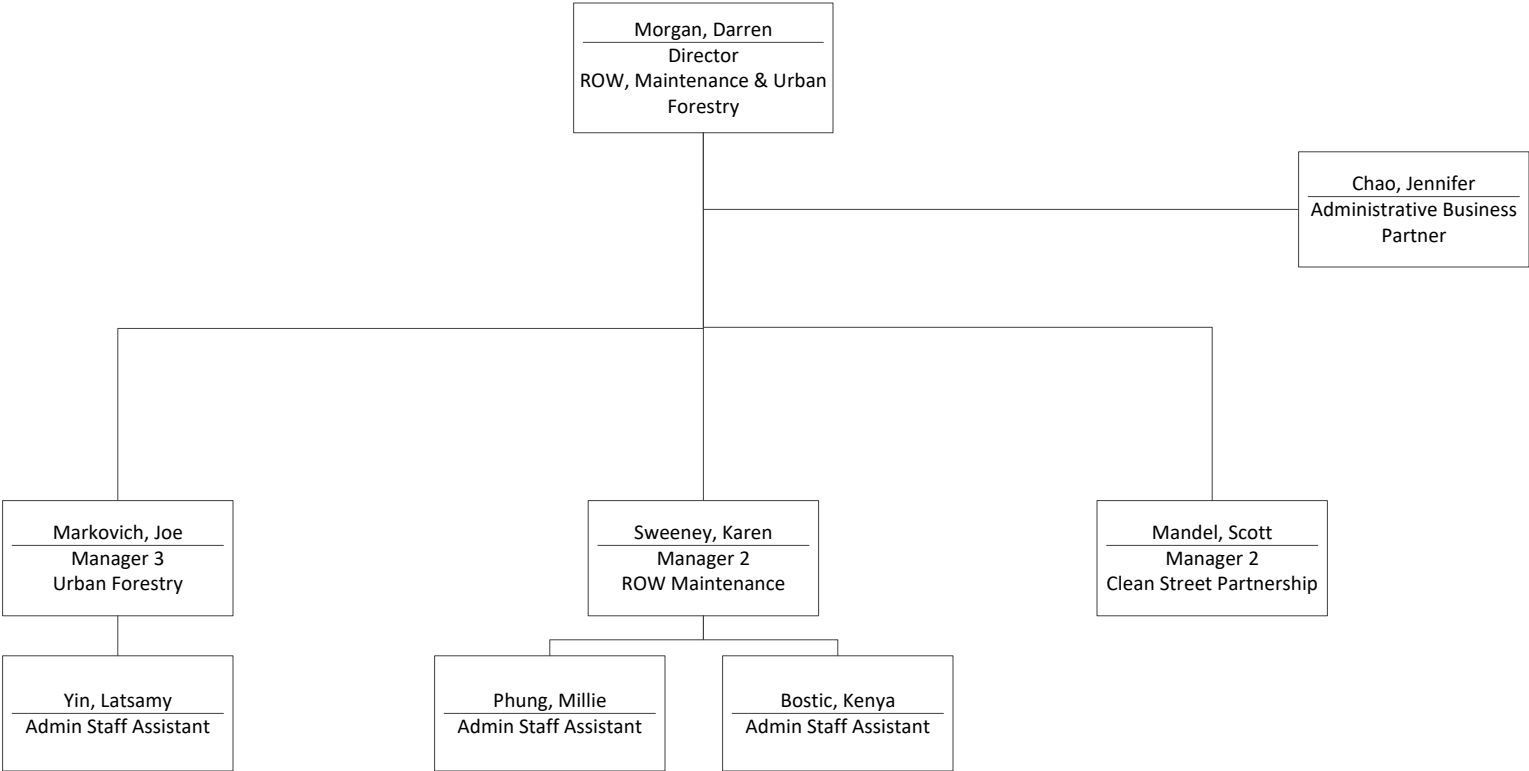 Morgan, Darren
Director
ROW, Maintenance & Urban
Forestry
Chao, Jennifer
Administrative Business
Partner
Markovich, Joe
Manager 3
Urban Forestry
Sweeney, Karen
Manager 2
ROW Maintenance
Mandel, Scott
Manager 2
Clean Street Partnership
Yin, Latsamy
Admin Staff Assistant
Phung, Millie
Admin Staff Assistant
Bostic, Kenya
Admin Staff Assistant